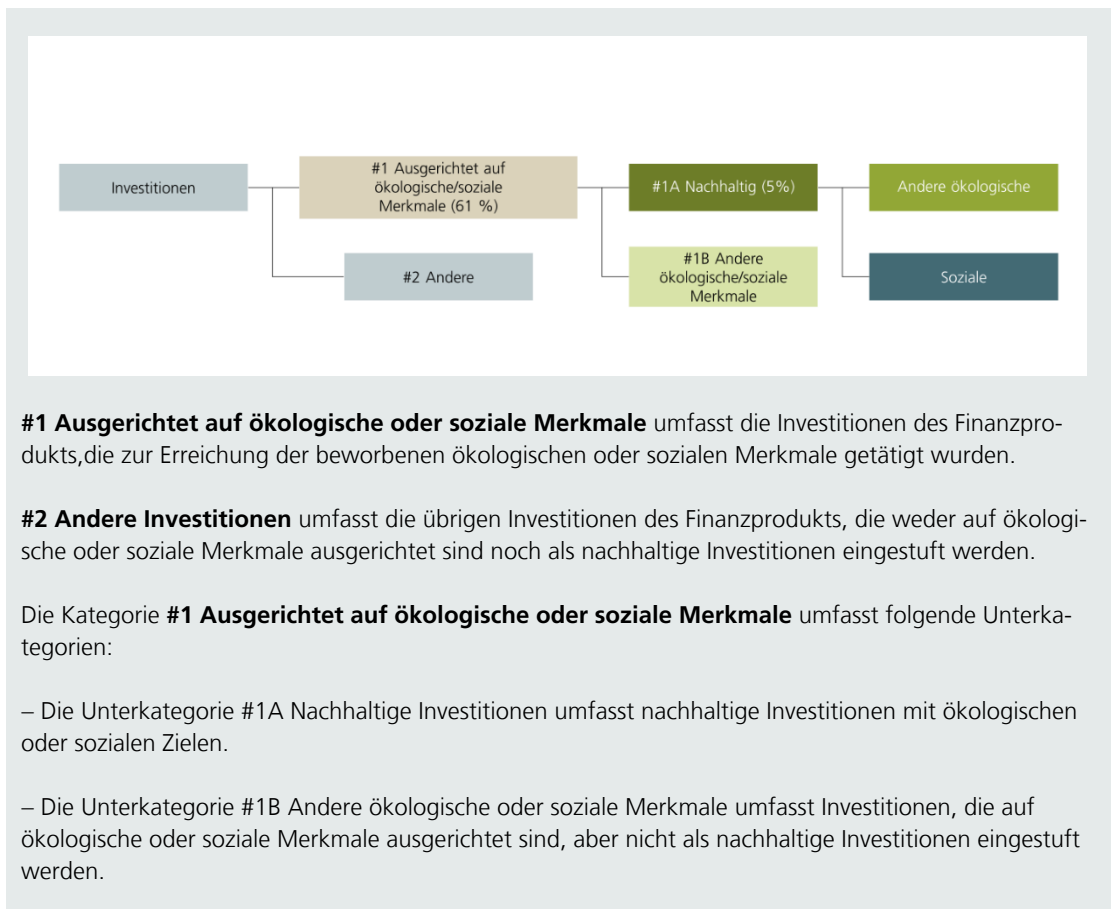 Investitionen
#1 Ausgerichtet auf
ökologische/soziale
Merkmale (61 %)
#1A Nachhaltig (5%)
Andere ökologische
#2 Andere
#1B Andere
ökologische/soziale
Merkmale
Soziale
#1 Ausgerichtet auf ökologische oder soziale Merkmale umfasst die Investitionen des Finanzpro-
dukts,die zur Erreichung der beworbenen ökologischen oder sozialen Merkmale getätigt wurden.
#2 Andere Investitionen umfasst die übrigen Investitionen des Finanzprodukts, die weder auf ökologi-
sche oder soziale Merkmale ausgerichtet sind noch als nachhaltige Investitionen eingestuft werden.
Die Kategorie #1 Ausgerichtet auf ökologische oder soziale Merkmale umfasst folgende Unterka-
tegorien:
– Die Unterkategorie #1A Nachhaltige Investitionen umfasst nachhaltige Investitionen mit ökologischen
oder sozialen Zielen.
– Die Unterkategorie #1B Andere ökologische oder soziale Merkmale umfasst Investitionen, die auf
ökologische oder soziale Merkmale ausgerichtet sind, aber nicht als nachhaltige Investitionen eingestuft
werden.